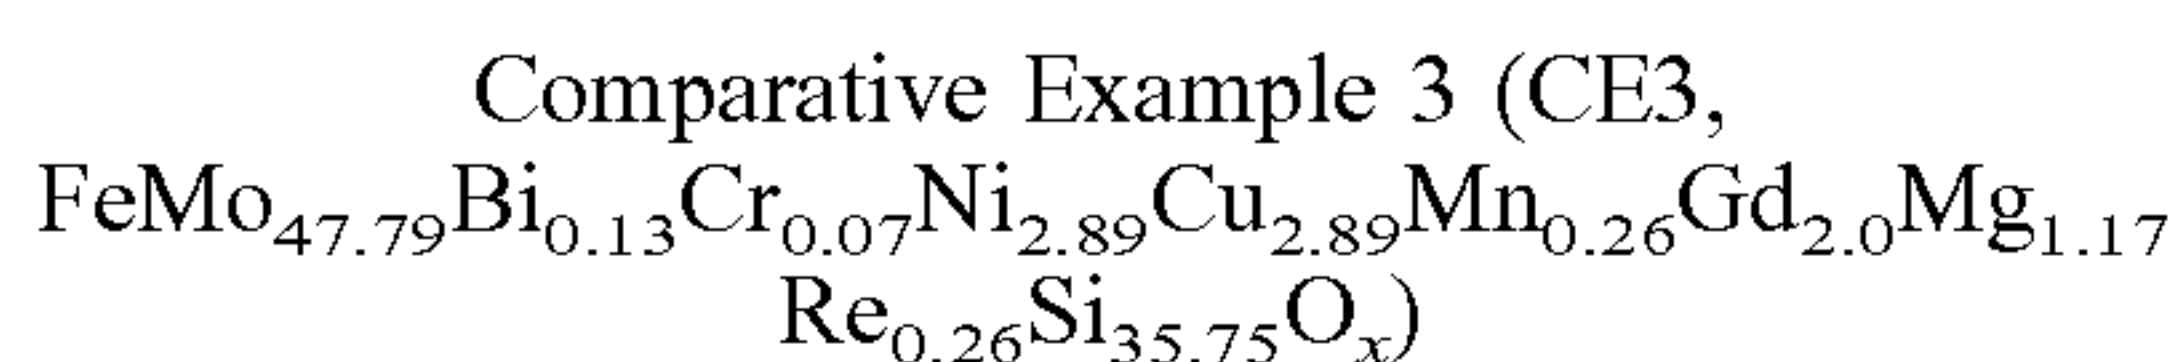 Comparative Example 3 (CE3,
FeMo47.79Bi0.13Cr0.07Ni2.89Cu2.89Mn0.26Gd2.0Mg1.17
Re0.26Si35.75Ox)